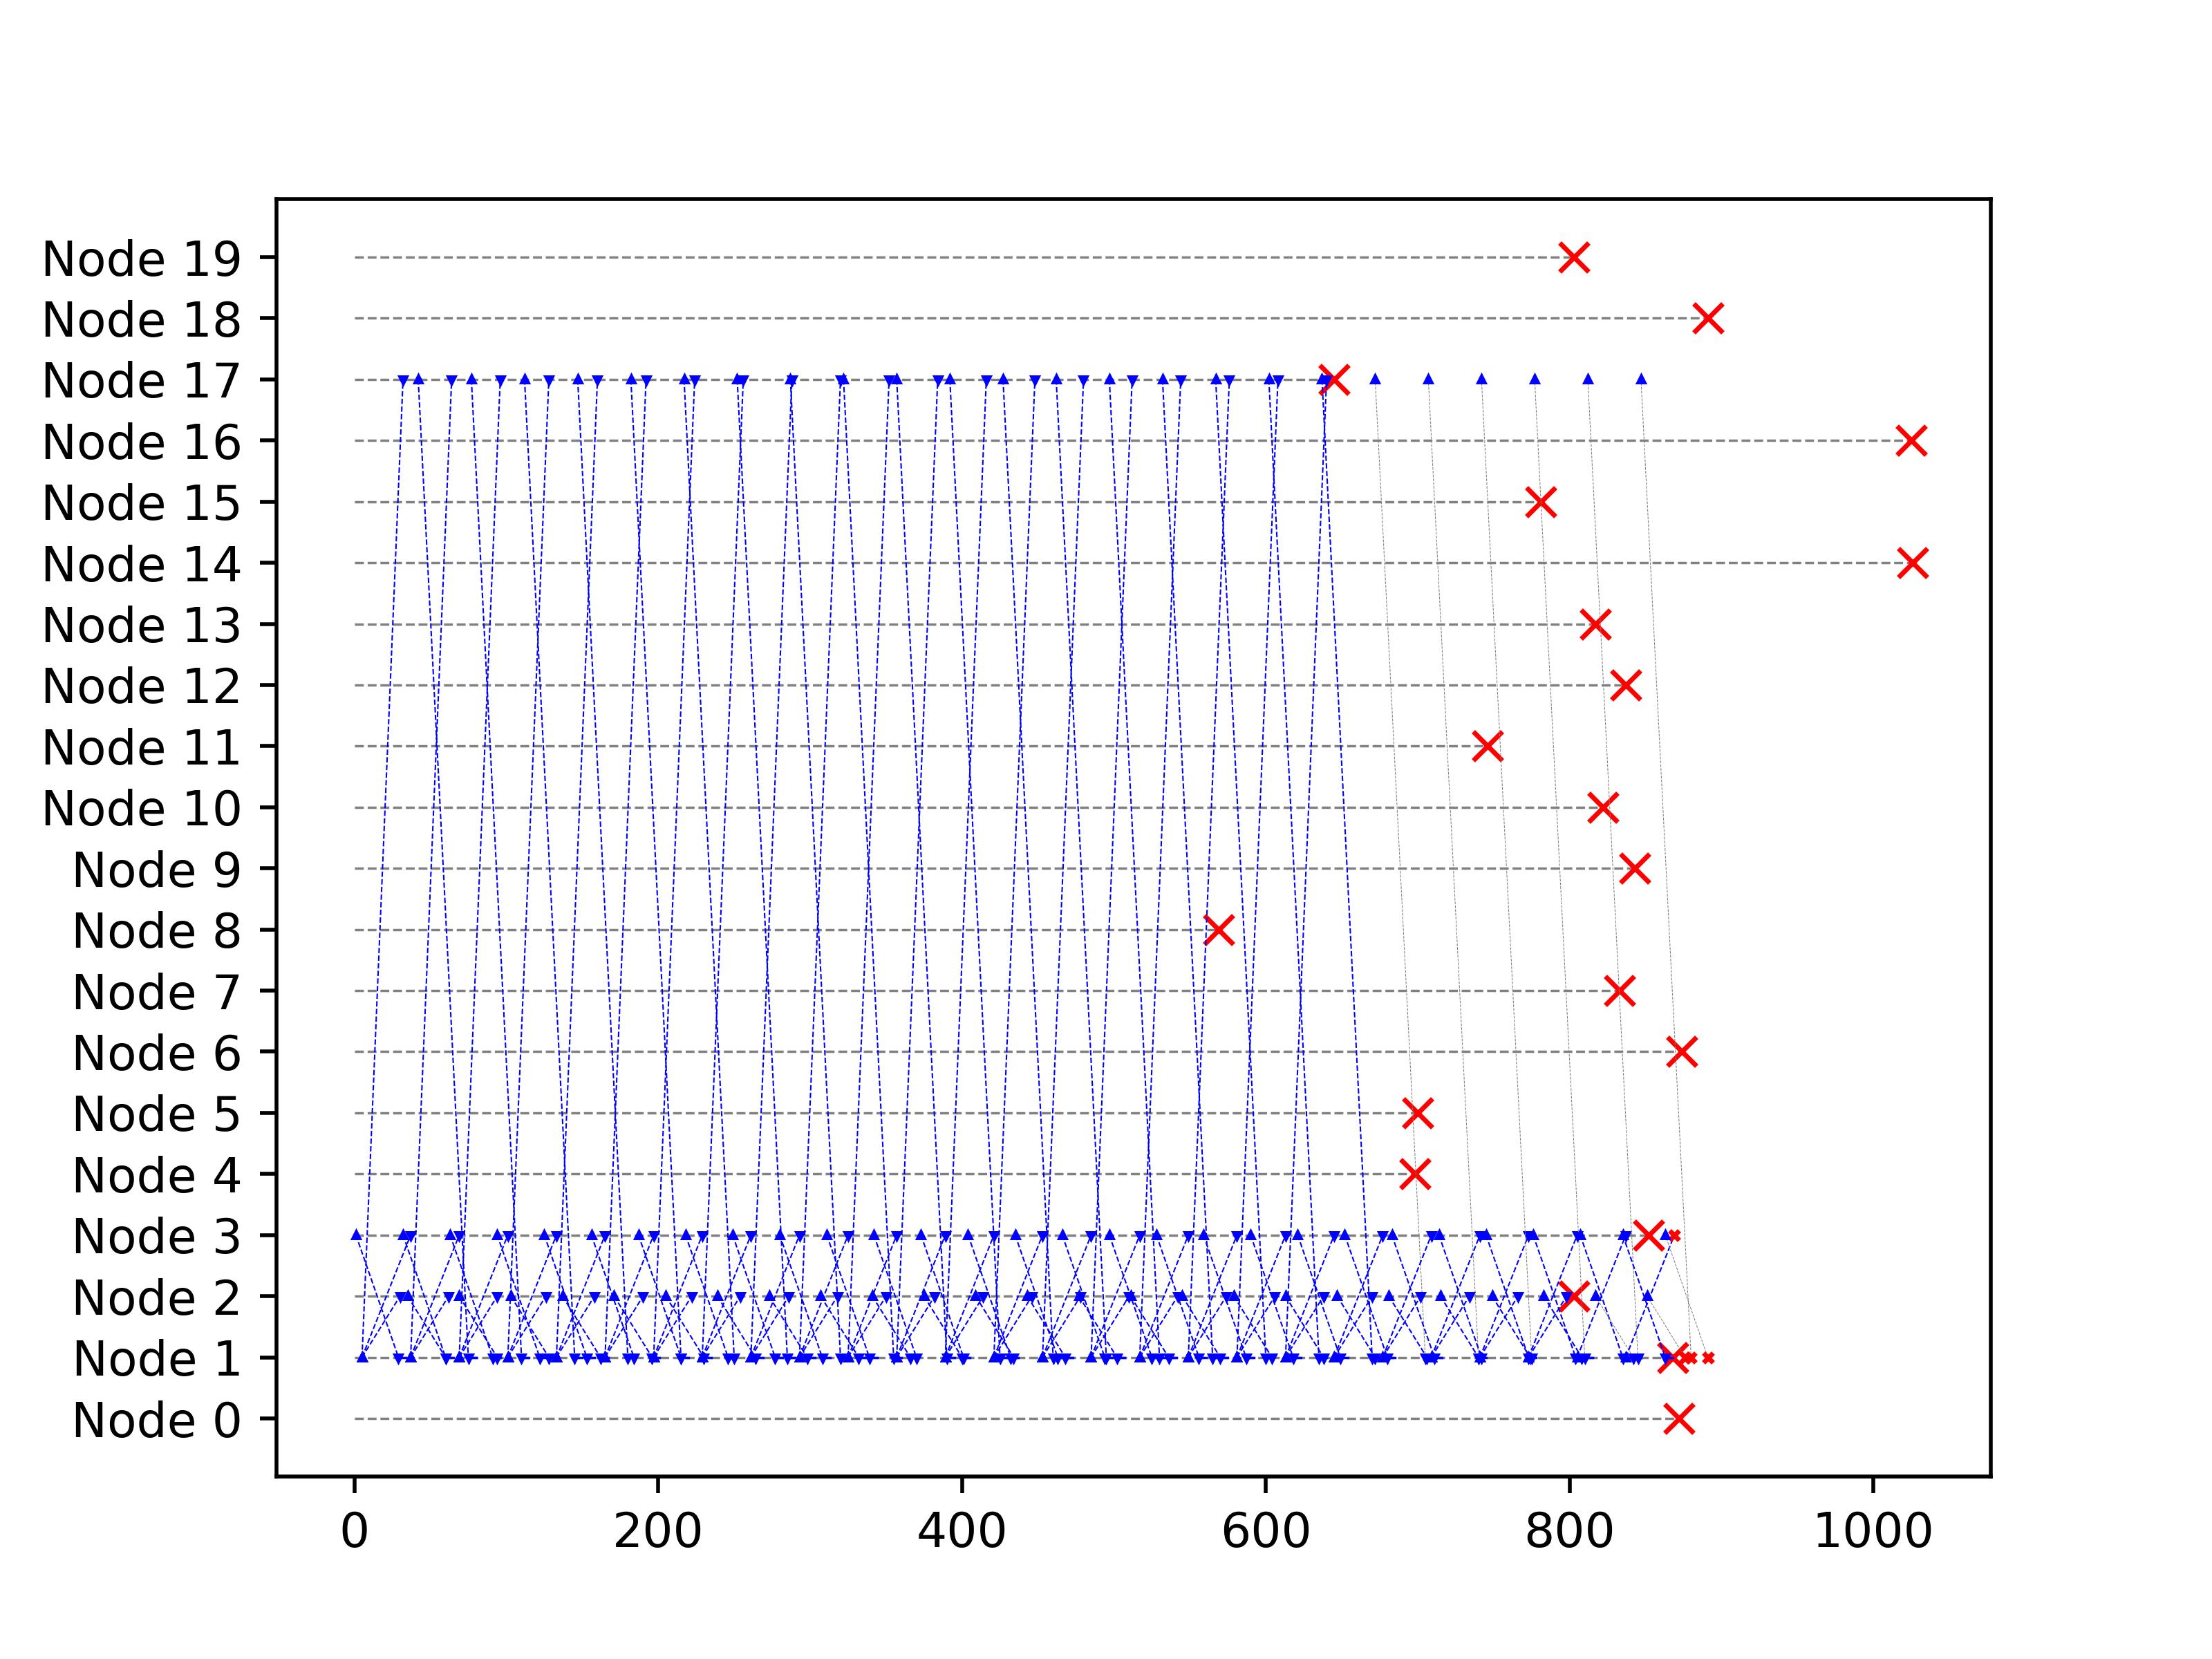 Node 19
Node 18
Node 17
Node 16
Node 15
Node 14
Node 13
Node 12
Node 11
Node 10
Node 9
Node 8
Node 7
Node 6
Node 5
Node 4
Node 3
Node 2
Node 1
Node 0
0 200 400 600 800 1000